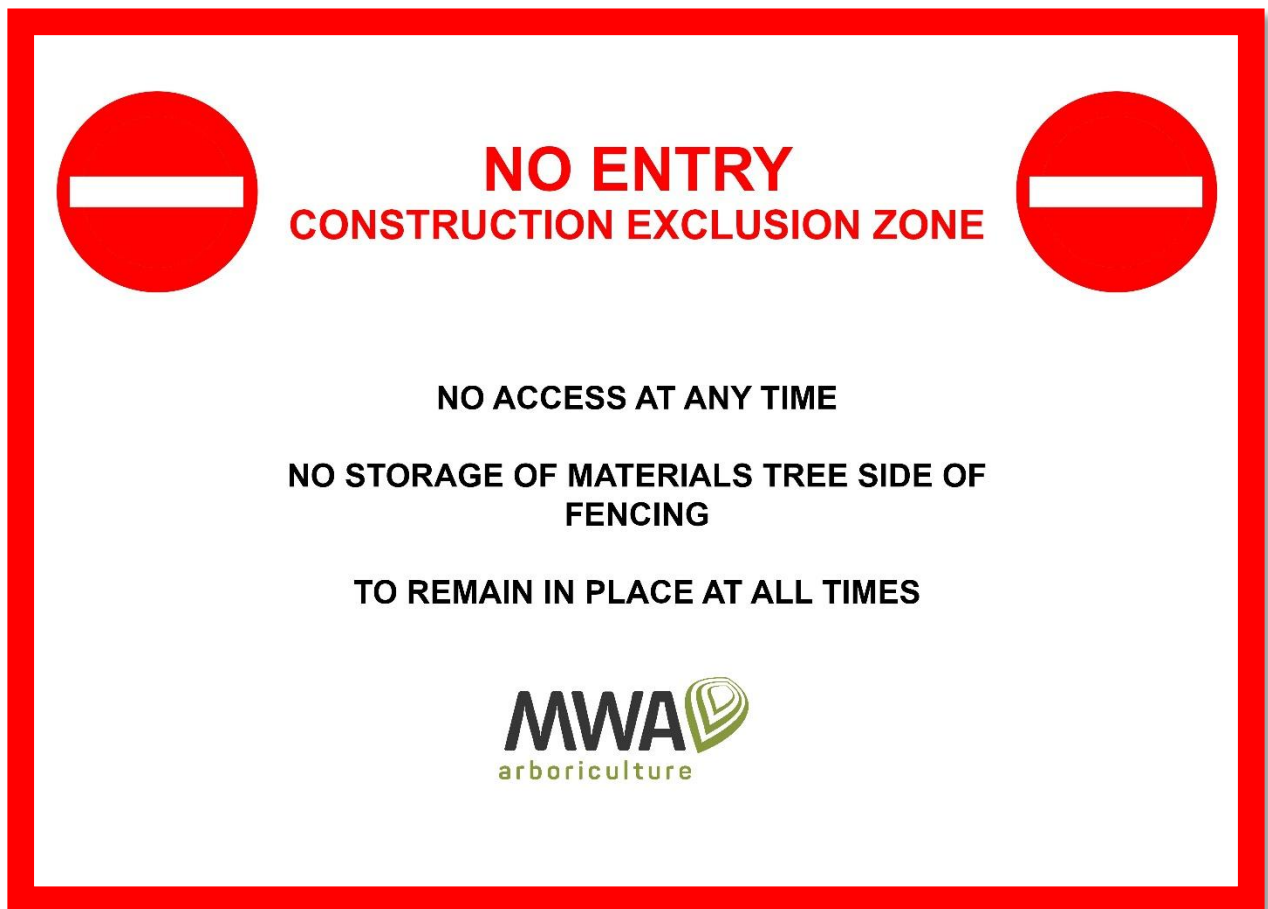 NO ENTRY
CONSTRUCTION EXCLUSION ZONE
NO ACCESS AT ANY TIME
NO STORAGE OF MATERIALS TREE SIDE OF
FENCING
TO REMAIN IN PLACE AT ALL TIMES
MWA
arboriculture